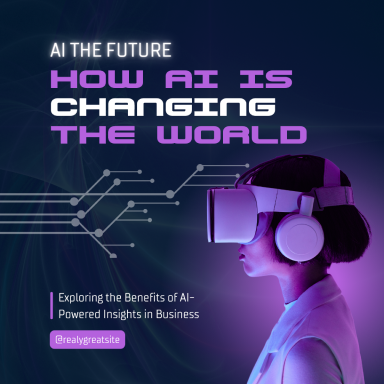 AI THE FUTURE
HOW AI IS
CHANGING
THE WORLD
Exploring the Benefits of AI-
Powered Insights in Business
@realygreatsite